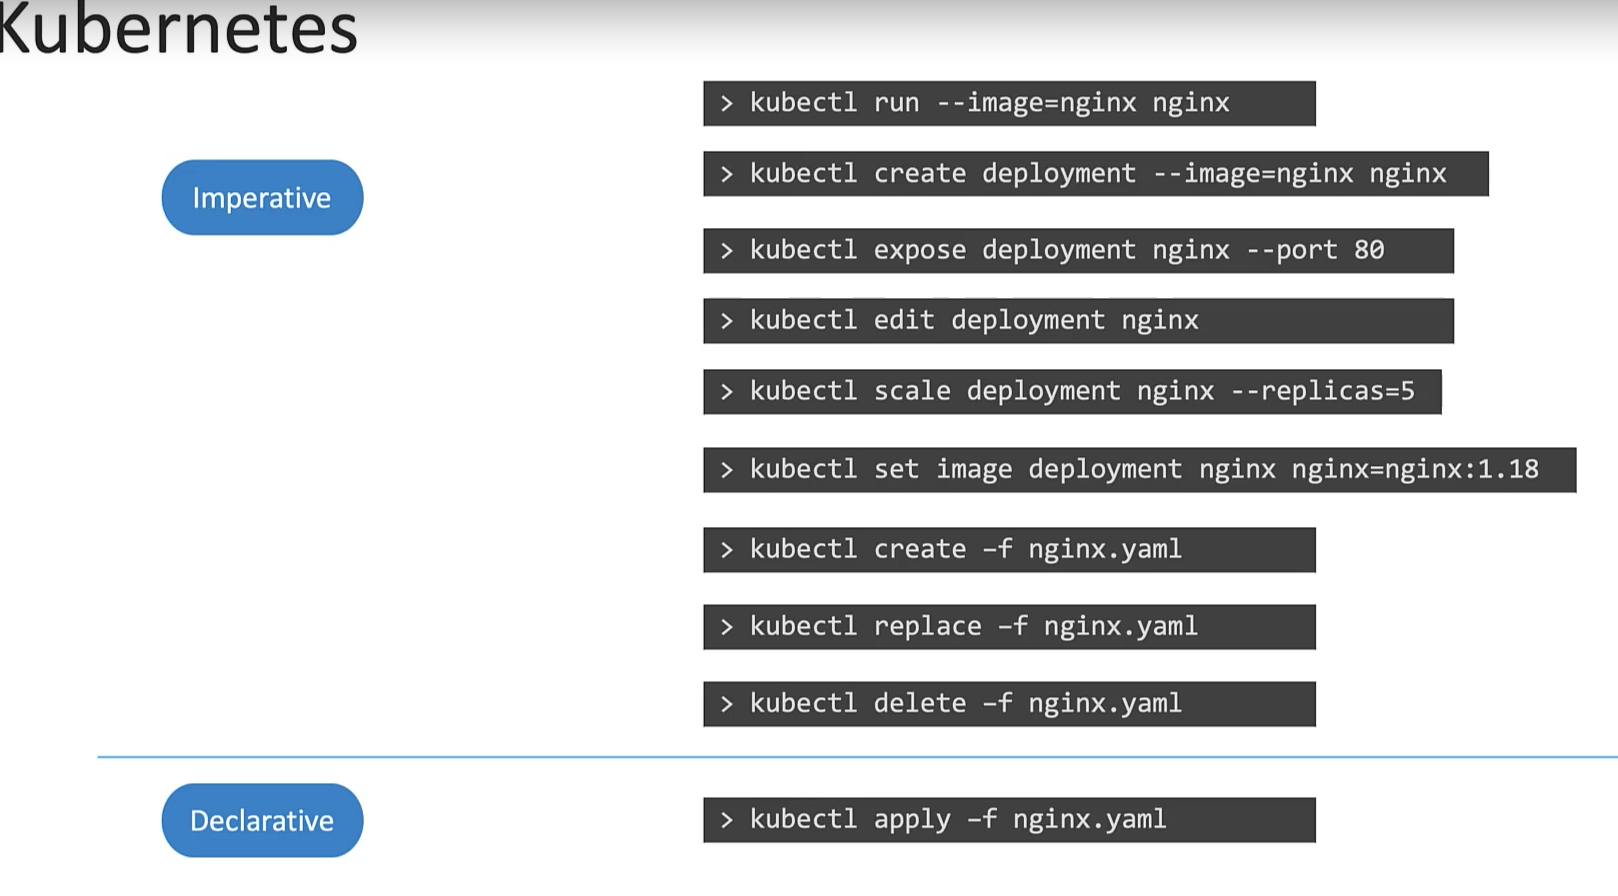 Kubernetes
> kubectl run --image=nginx nginx
Imperative
> kubectl create deployment --image=nginx nginx
> kubectl expose deployment nginx --port 80
> kubectl edit deployment nginx
> kubectl scale deployment nginx --replicas=5
> kubectl set image deployment nginx nginx=nginx:1.18
> kubectl create –f nginx.yaml
> kubectl replace –f nginx.yaml
> kubectl delete –f nginx.yaml
Declarative
> kubectl apply –f nginx.yaml